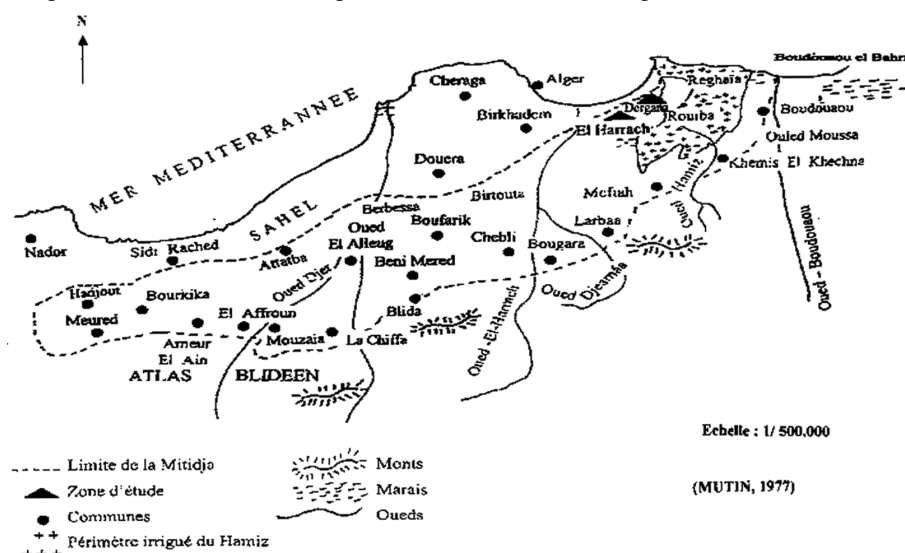 N
MER MEDITERRANNEE
SAHEL
Cheraga
Alger
Birkhadem
El Harrach
Dergana
Reghaïa
Rouiba
Boudouaou el Bahri
Boudouaou
Ouled Moussa
Khemis El Khechna
Hamiz
Oued
Meftah
Larbaa
Douera
Birtouta
Berbessa
Boufarik
Chebli
Bougara
Oued
El Alleug
Beni Mered
Blida
Oued Djemâa
Oued-El-Harrach
Oued - Boudouaou
Nador
Sidi Rached
Attatba
Oued Djer
Hadjout
Bourkika
Meured
Ameur
El Ain
El Affroun
Mouzaia
La Chiffa
ATLAS BLIDEEN
Echelle : 1/ 500.000
(MUTIN, 1977)
Limite de la Mitidja
Zone d'étude
Communes
Périmètre irrigué du Hamiz
Monts
Marais
Oueds